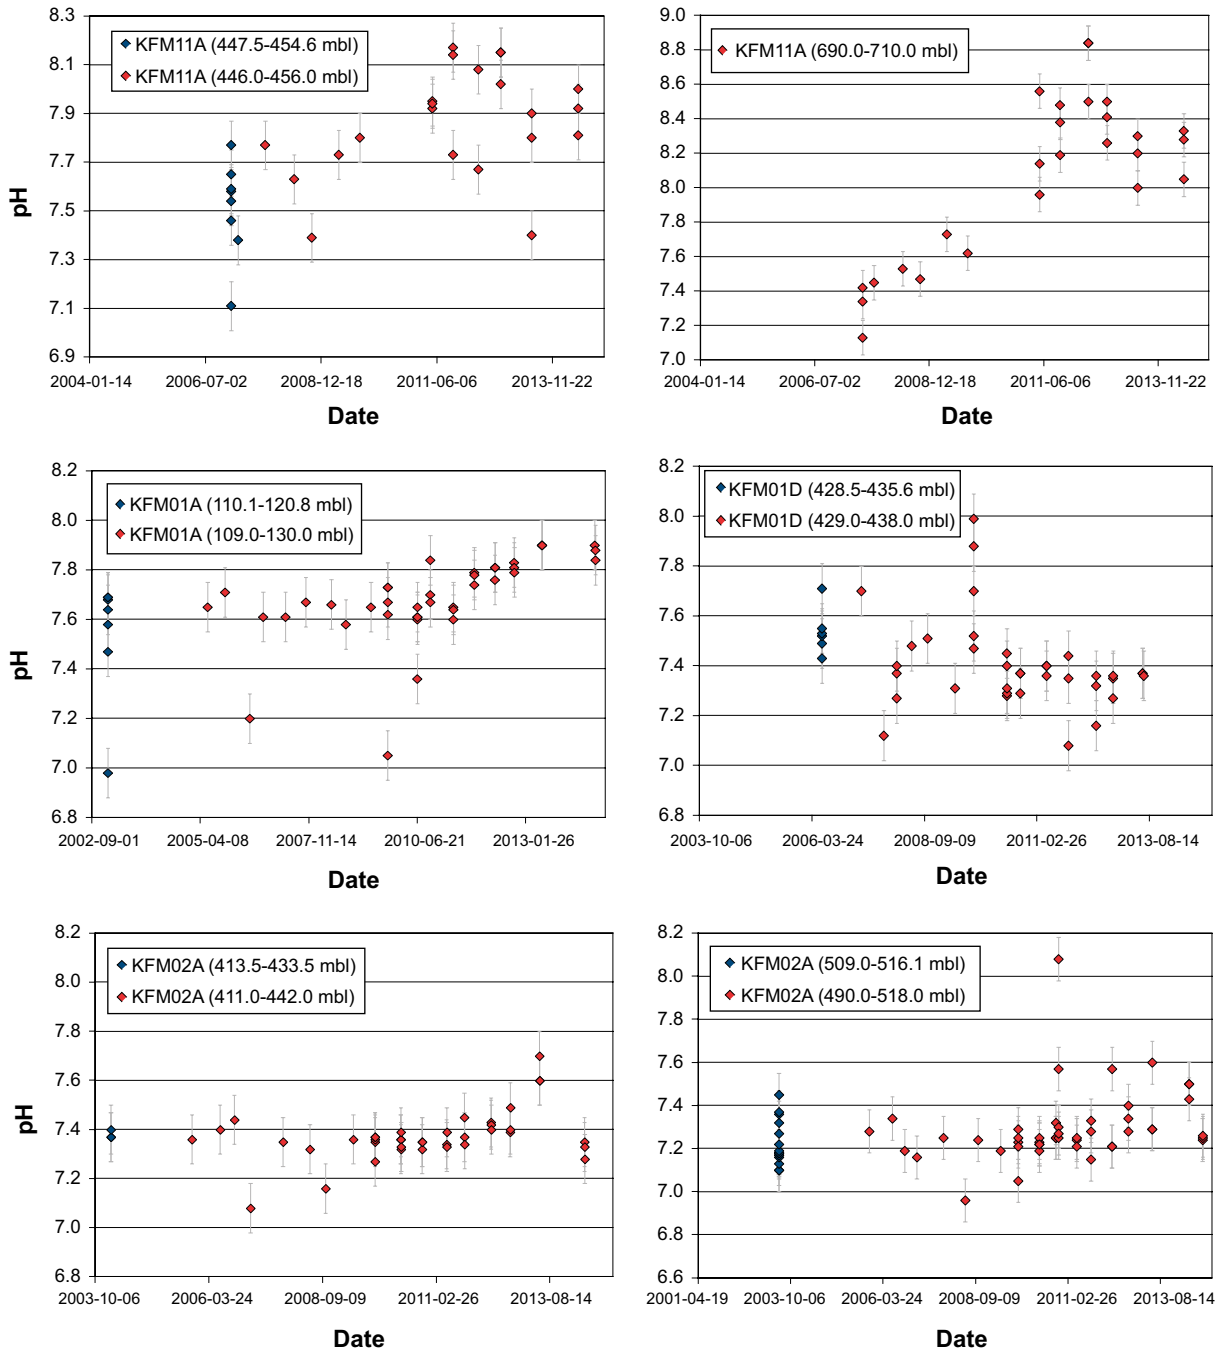 8.3
8.1
7.9
7.7
7.5
7.3
7.1
6.9
pH
KFM11A (447.5-454.6 mbl)
KFM11A (446.0-456.0 mbl)
2004-01-14 2006-07-02 2008-12-18 2011-06-06 2013-11-22
Date
9.0
8.8
8.6
8.4
8.2
8.0
7.8
7.6
7.4
7.2
7.0
KFM11A (690.0-710.0 mbl)
2004-01-14 2006-07-02 2008-12-18 2011-06-06 2013-11-22
Date
8.2
8.0
7.8
7.6
7.4
7.2
7.0
6.8
pH
KFM01A (110.1-120.8 mbl)
KFM01A (109.0-130.0 mbl)
2002-09-01 2005-04-08 2007-11-14 2010-06-21 2013-01-26
Date
8.2
8.0
7.8
7.6
7.4
7.2
7.0
6.8
KFM01D (428.5-435.6 mbl)
KFM01D (429.0-438.0 mbl)
2003-10-06 2006-03-24 2008-09-09 2011-02-26 2013-08-14
Date
8.2
8.0
7.8
7.6
7.4
7.2
7.0
6.8
pH
KFM02A (413.5-433.5 mbl)
KFM02A (411.0-442.0 mbl)
2003-10-06 2006-03-24 2008-09-09 2011-02-26 2013-08-14
Date
8.2
8.0
7.8
7.6
7.4
7.2
7.0
6.8
6.6
KFM02A (509.0-516.1 mbl)
KFM02A (490.0-518.0 mbl)
2001-04-19 2003-10-06 2006-03-24 2008-09-09 2011-02-26 2013-08-14
Date